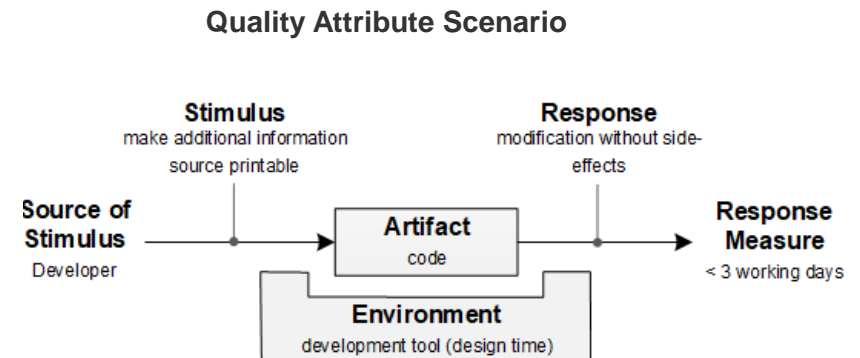 Quality Attribute Scenario
Stimulus
make additional information
source printable
Response
modification without side-
effects
Source of
Stimulus
Developer
Artifact
code
Response
Measure
< 3 working days
Environment
development tool (design time)